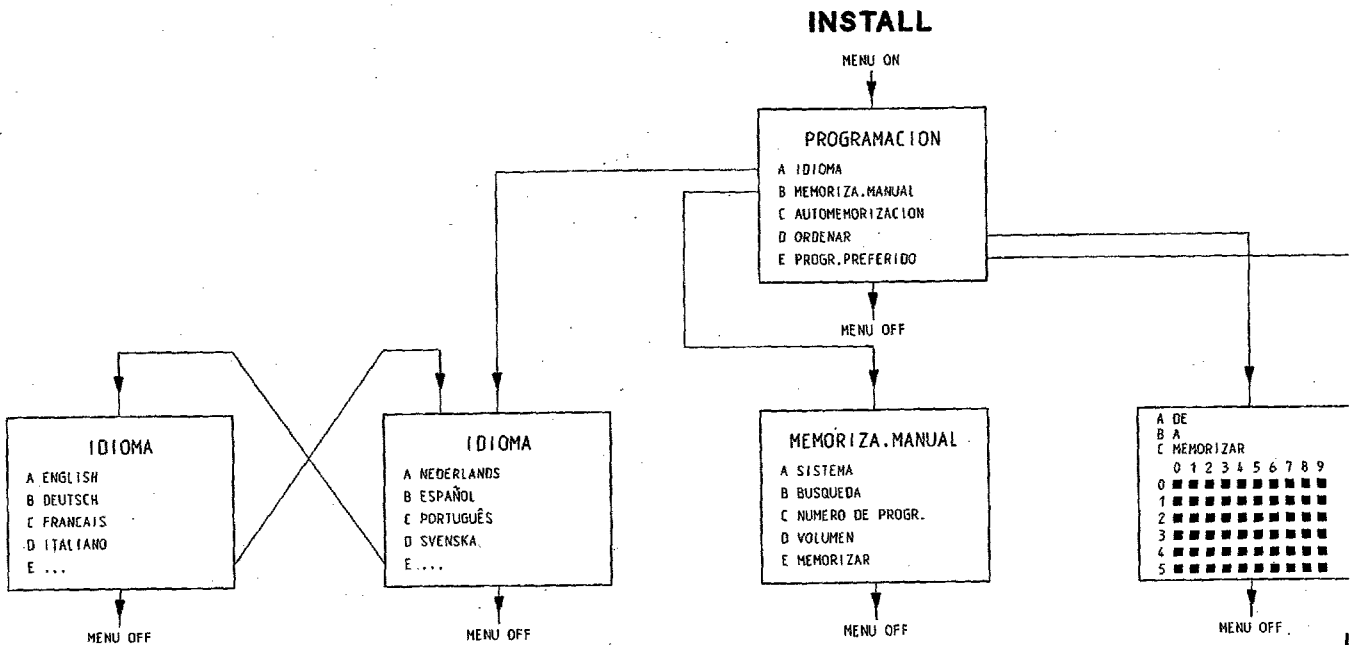 INSTALL
MENU ON
PROGRAMACION
A IDIOMA
B MEMORIZA.MANUAL
C AUTOMEMORIZACION
D ORDENAR
E PROGR.PREFERIDO
MENU OFF
IDIOMA
A ENGLISH
B DEUTSCH
C FRANCAIS
D ITALIANO
E ...
MENU OFF
IDIOMA
A NEDERLANDS
B ESPAÑOL
C PORTUGUÊS
D SVENSKA
E ...
MENU OFF
MEMORIZA.MANUAL
A SISTEMA
B BUSQUEDA
C NUMERO DE PROGR.
D VOLUMEN
E MEMORIZAR
MENU OFF
A DE
B A
C MEMORIZAR
0 1 2 3 4 5 6 7 8 9
0
1
2
3
4
5
MENU OFF